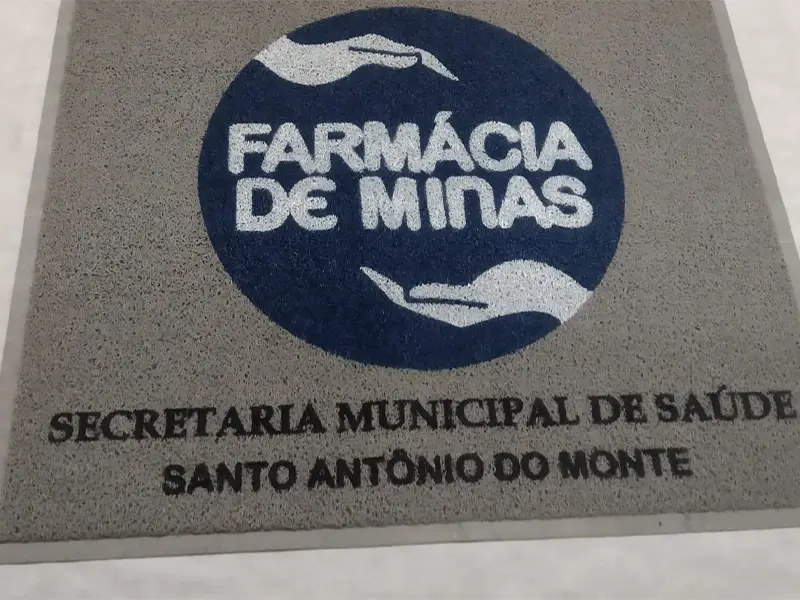 FARMÁCIA
DE MINAS
SECRETARIA MUNICIPAL DE SAÚDE
SANTO ANTÔNIO DO MONTE